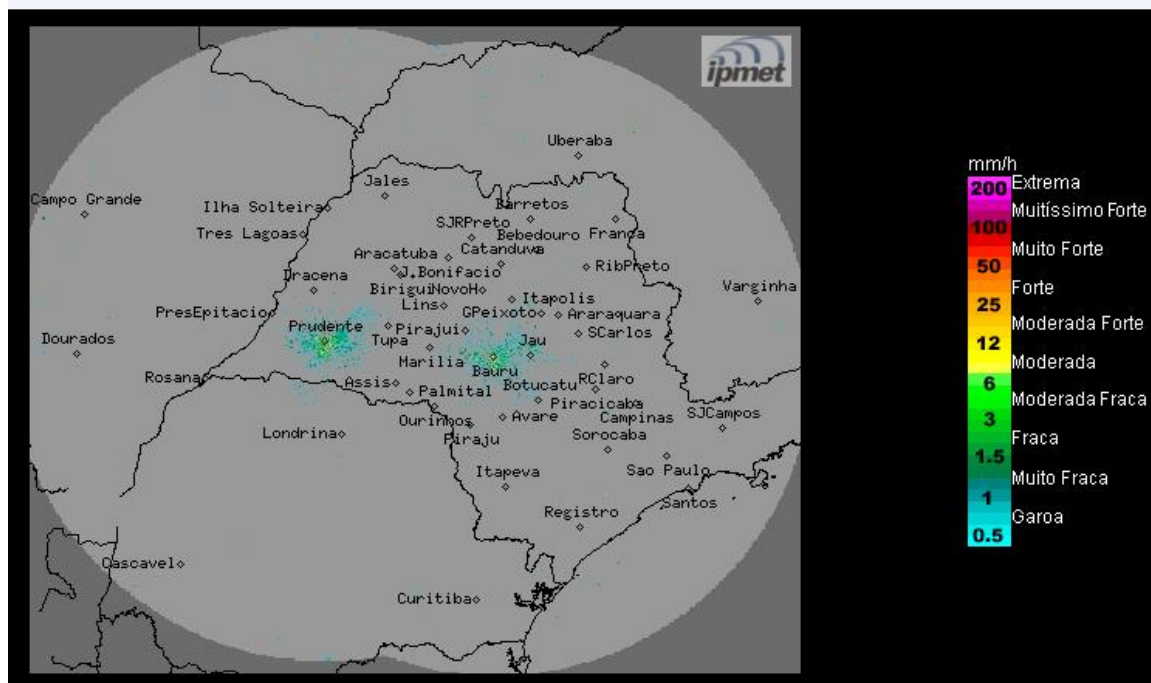 ipmet
Uberaba
Jales
Campo Grande
Ilha Solteira
Barretos
SJRPreto
Tres Lagoas
Bebedouro
Franca
Aracatuba
Catanduva
Dracena
J.Bonifacio
RibPreto
Birigui
NovoH
Varginha
Lins
Itapolis
PresEpitacio
GPeixoto
Araraquara
Prudente
Pirajui
SCarlos
Dourados
Tupa
Jau
Marilia
Bauru
Rosana
Assis
Palmital
Botucatu
RClaro
Piracicaba
Ourinhos
Avare
Campinas
SJCampos
Londrina
Piraju
Sorocaba
Itapeva
Sao Paulo
Santos
Registro
Cascavel
Curitiba
mm/h
200 Extrema
Muitíssimo Forte
100
Muito Forte
50
Forte
25
Moderada Forte
12
Moderada
6
Moderada Fraca
3
Fraca
1.5
Muito Fraca
1
Garoa
0.5